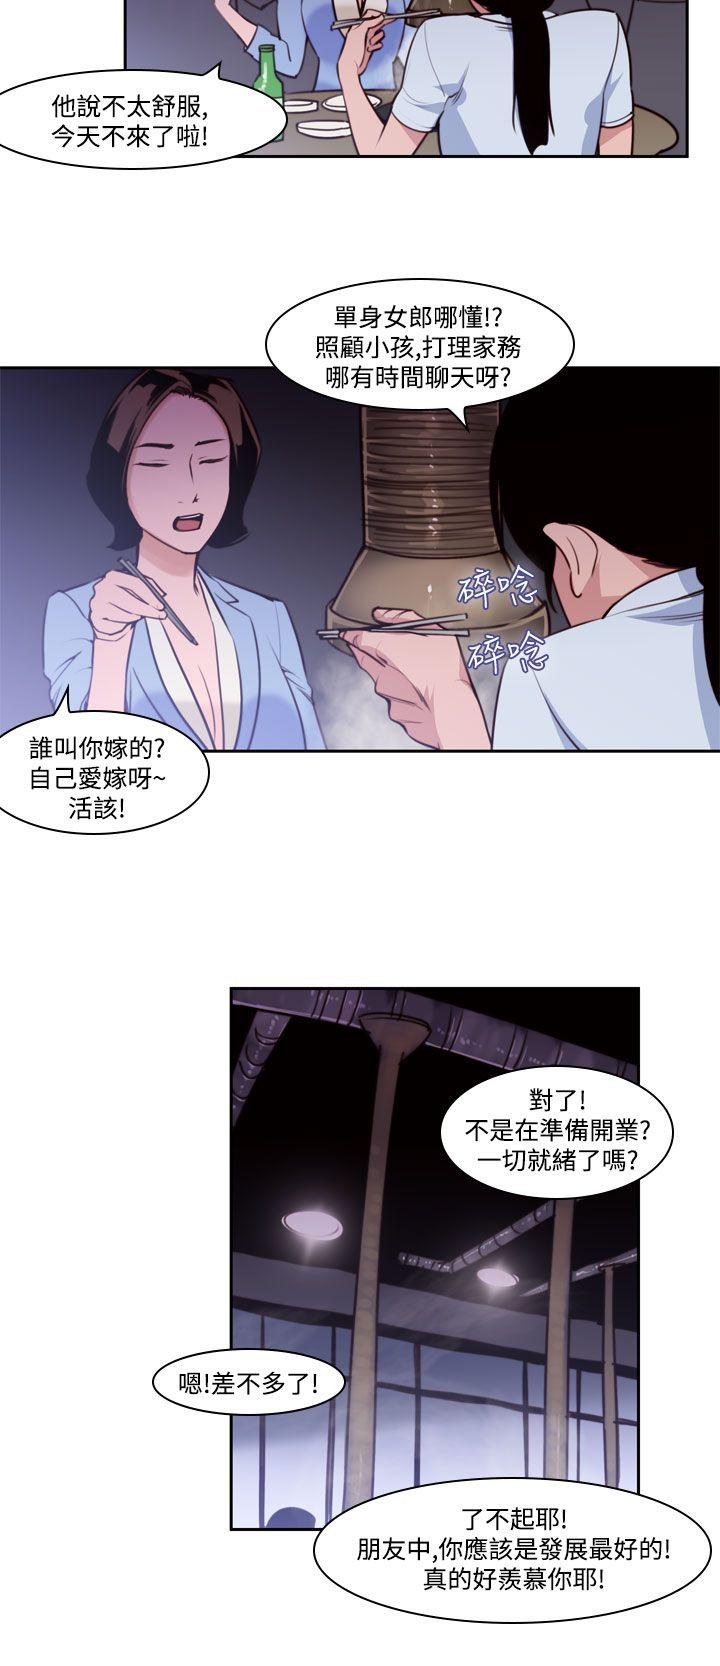 他說不太舒服,
今天不來了啦!
單身女郎哪懂!?
照顧小孩,打理家務
哪有時間聊天呀?
碎唸
碎唸
誰叫你嫁的?
自己愛嫁呀~
活該!
對了!
不是在準備開業?
一切就緒了嗎?
嗯!差不多了!
了不起耶!
朋友中,你應該是發展最好的!
真的好羨慕你耶!